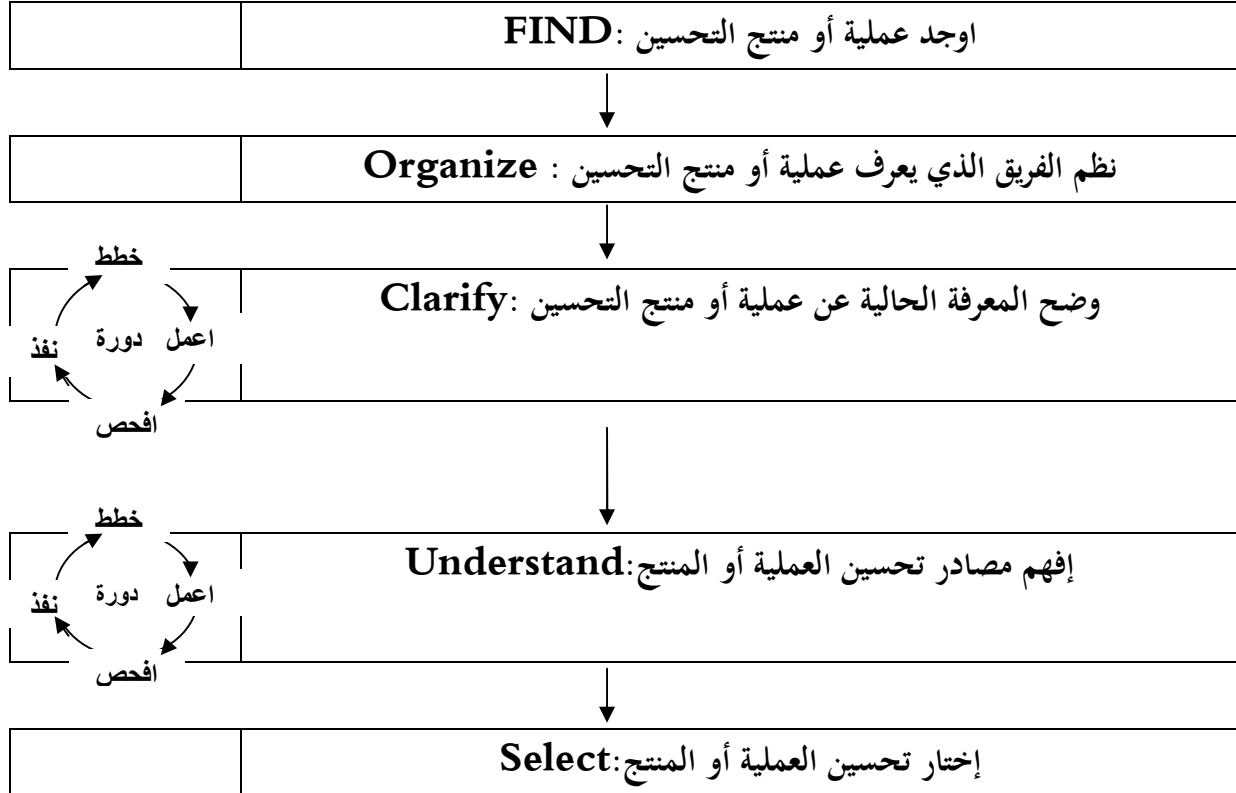 اوجد عملية أو منتج التحسين :FIND
نظم الفريق الذي يعرف عملية أو منتج التحسين : Organize
وضح المعرفة الحالية عن عملية أو منتج التحسين :Clarify
خطط
اعمل
دورة
نفذ
افحص
إفهم مصادر تحسين العملية أو المنتج:Understand
خطط
اعمل
دورة
نفذ
افحص
إختار تحسين العملية أو المنتج:Select